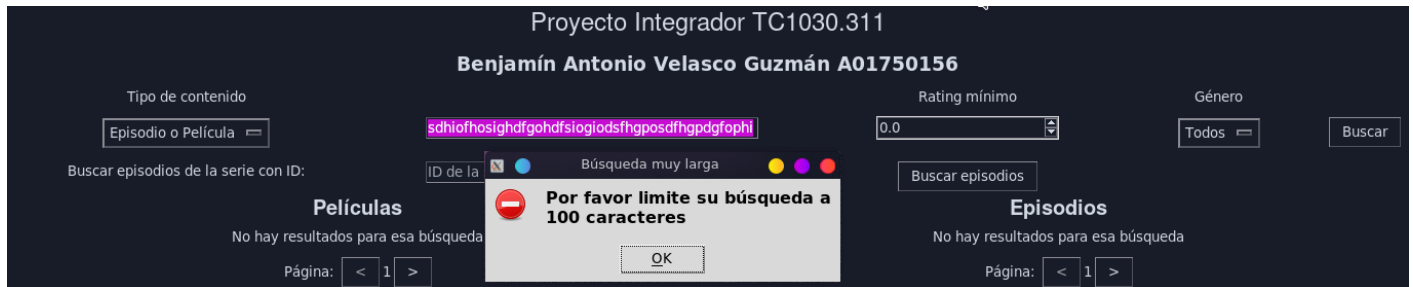 Proyecto Integrador TC1030.311
Benjamín Antonio Velasco Guzmán A01750156
Tipo de contenido
Rating mínimo
Género
Episodio o Película
sdhiofhosighdfgohdfsiogiodsfhgposdfhgpdgfophi
0.0
Todos
Buscar
Buscar episodios de la serie con ID:
ID de la
Buscar episodios
Búsqueda muy larga
Por favor limite su búsqueda a
100 caracteres
OK
Películas
Episodios
No hay resultados para esa búsqueda
No hay resultados para esa búsqueda
Página: < 1 >
Página: < 1 >